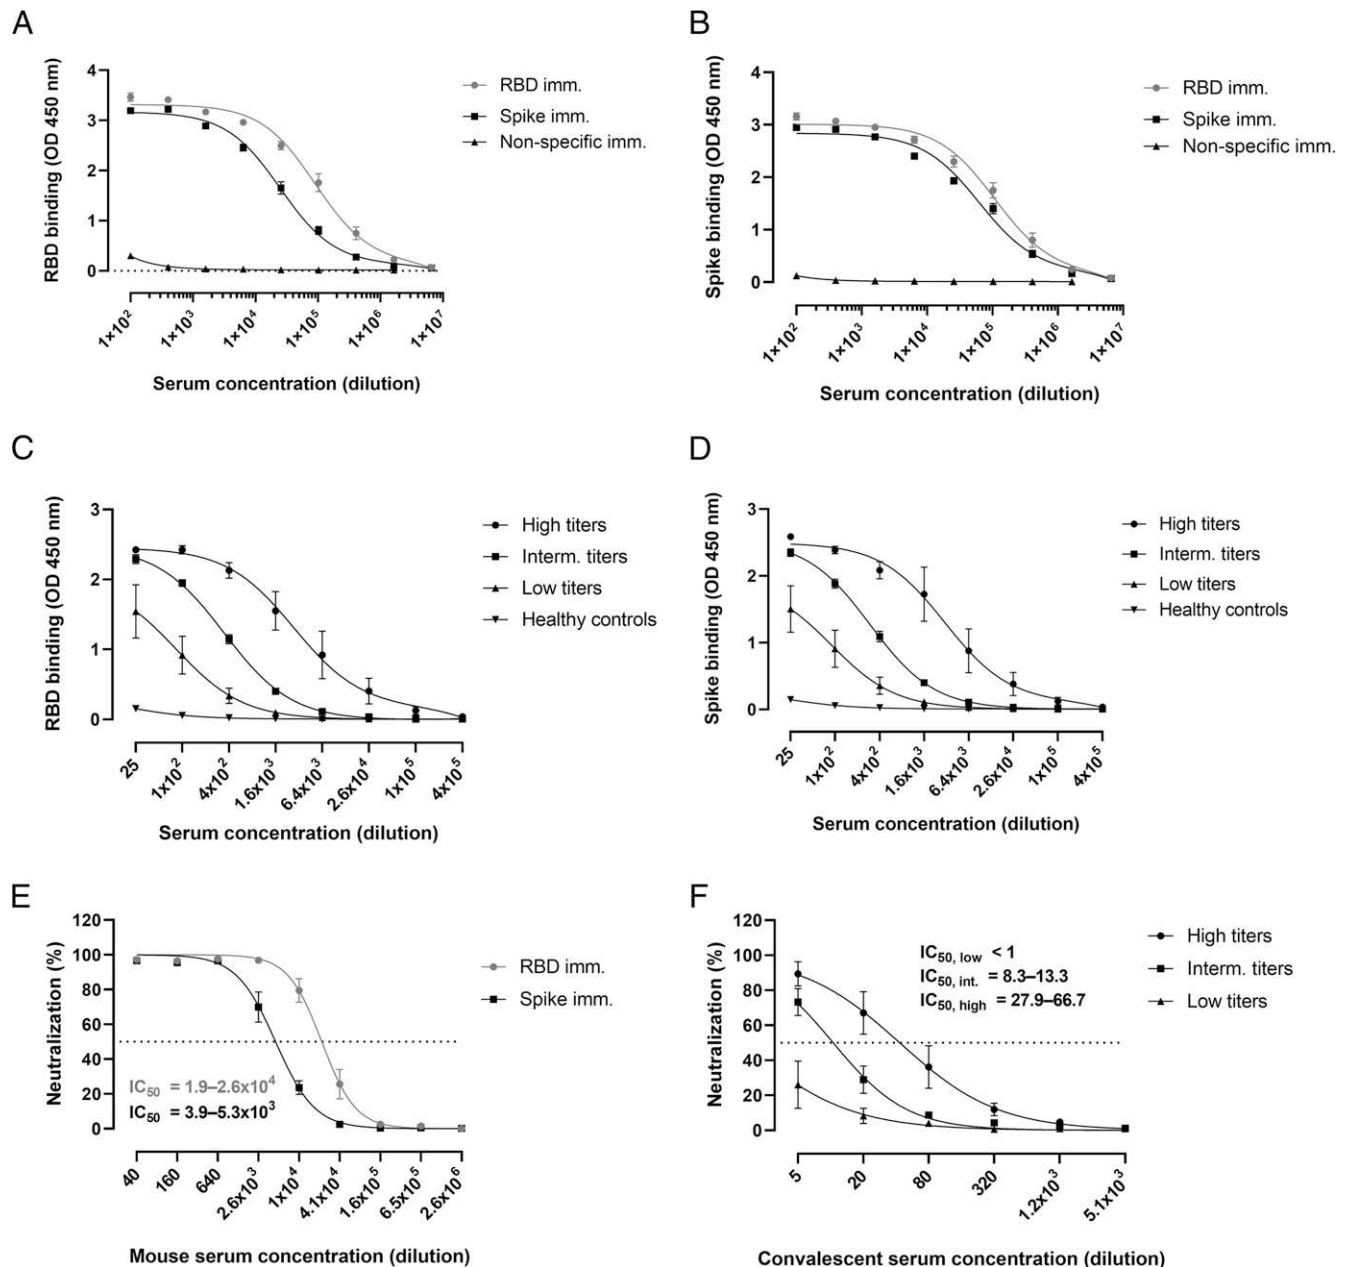 A
RBD binding (OD 450 nm)
4
3
2
1
0
1×10²
1×10³
1×10⁴
1×10⁵
1×10⁶
1×10⁷
Serum concentration (dilution)
RBD imm.
Spike imm.
Non-specific imm.
B
Spike binding (OD 450 nm)
4
3
2
1
0
1×10²
1×10³
1×10⁴
1×10⁵
1×10⁶
1×10⁷
Serum concentration (dilution)
RBD imm.
Spike imm.
Non-specific imm.
C
RBD binding (OD 450 nm)
3
2
1
0
25
1x10²
4x10²
1.6x10³
6.4x10³
2.6x10⁴
1x10⁵
4x10⁵
Serum concentration (dilution)
High titers
Interm. titers
Low titers
Healthy controls
D
Spike binding (OD 450 nm)
3
2
1
0
25
1x10²
4x10²
1.6x10³
6.4x10³
2.6x10⁴
1x10⁵
4x10⁵
Serum concentration (dilution)
High titers
Interm. titers
Low titers
Healthy controls
E
Neutralization (%)
120
100
80
60
40
20
0
IC₅₀ = 1.9–2.6x10⁴
IC₅₀ = 3.9–5.3x10³
40
160
640
2.6x10³
1x10⁴
4.1x10⁴
1.6x10⁵
6.5x10⁵
2.6x10⁶
Mouse serum concentration (dilution)
RBD imm.
Spike imm.
F
Neutralization (%)
120
100
80
60
40
20
0
IC50, low < 1
IC50, int. = 8.3–13.3
IC50, high = 27.9–66.7
5
20
80
320
1.2x10³
5.1x10³
Convalescent serum concentration (dilution)
High titers
Interm. titers
Low titers